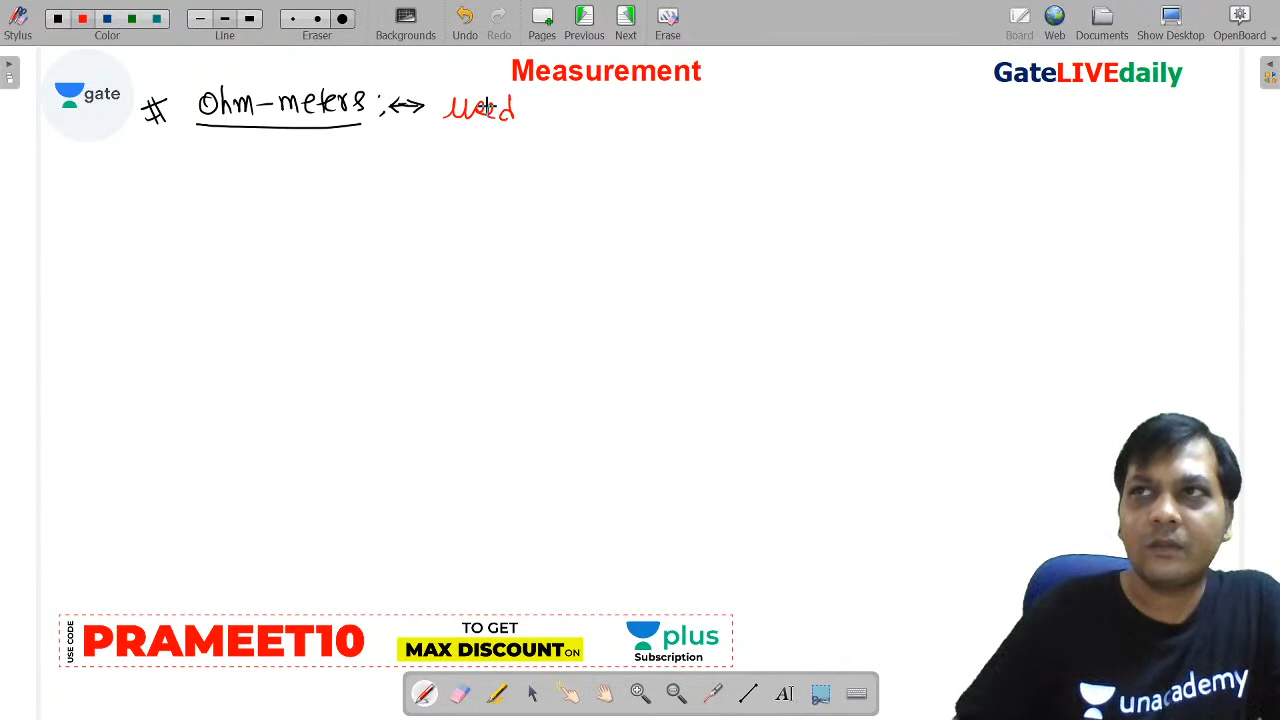 Stylus
Color
Line
Eraser
Backgrounds
Undo
Redo
Pages
Previous
Next
Erase
Board
Web
Documents
Show Desktop
OpenBoard
Measurement
GateLIVEdaily
gate
# Ohm-meters : ↔ used
USE CODE
PRAMEET10
TO GET
MAX DISCOUNT ON
plus
Subscription
unacademy